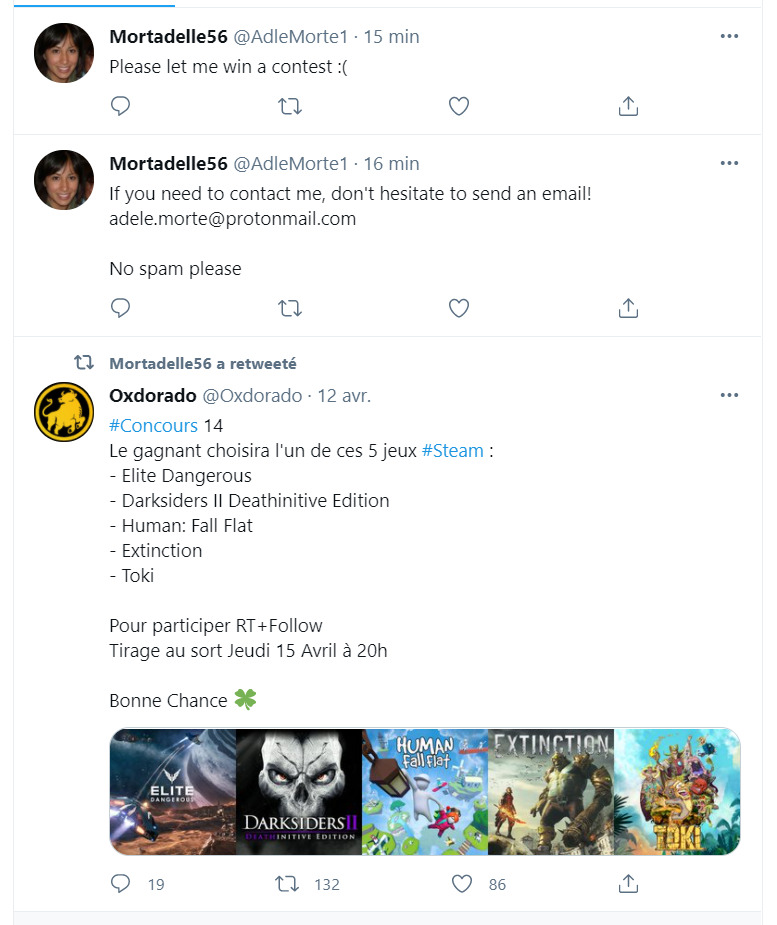 Mortadelle56 @AdleMorte1 · 15 min
Please let me win a contest :(
Mortadelle56 @AdleMorte1 · 16 min
If you need to contact me, don't hesitate to send an email!
adele.morte@protonmail.com
No spam please
Mortadelle56 a retweeté
Oxdorado @Oxdorado · 12 avr.
#Concours 14
Le gagnant choisira l'un de ces 5 jeux #Steam :
- Elite Dangerous
- Darksiders II Deathinitive Edition
- Human: Fall Flat
- Extinction
- Toki
Pour participer RT+Follow
Tirage au sort Jeudi 15 Avril à 20h
Bonne Chance 🍀
ELITE
DANGEROUS
DARKSIDERS II
DEATHINITIVE EDITION
HUMAN
fall flat
EXTINCTION
TOKI
19 132 86